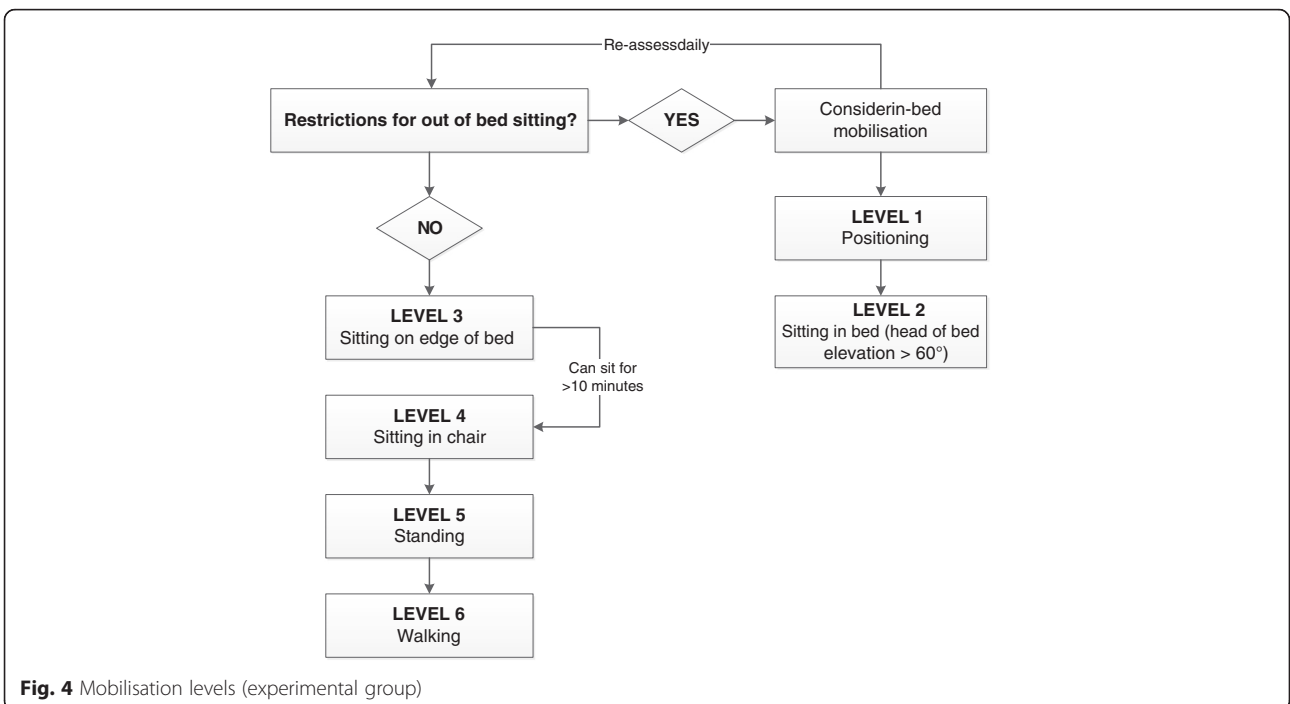 Re-assessdaily
Restrictions for out of bed sitting?
YES
Considerin-bed
mobilisation
NO
LEVEL 1
Positioning
LEVEL 2
Sitting in bed (head of bed
elevation > 60°)
LEVEL 3
Sitting on edge of bed
Can sit for
>10 minutes
LEVEL 4
Sitting in chair
LEVEL 5
Standing
LEVEL 6
Walking
Fig. 4 Mobilisation levels (experimental group)